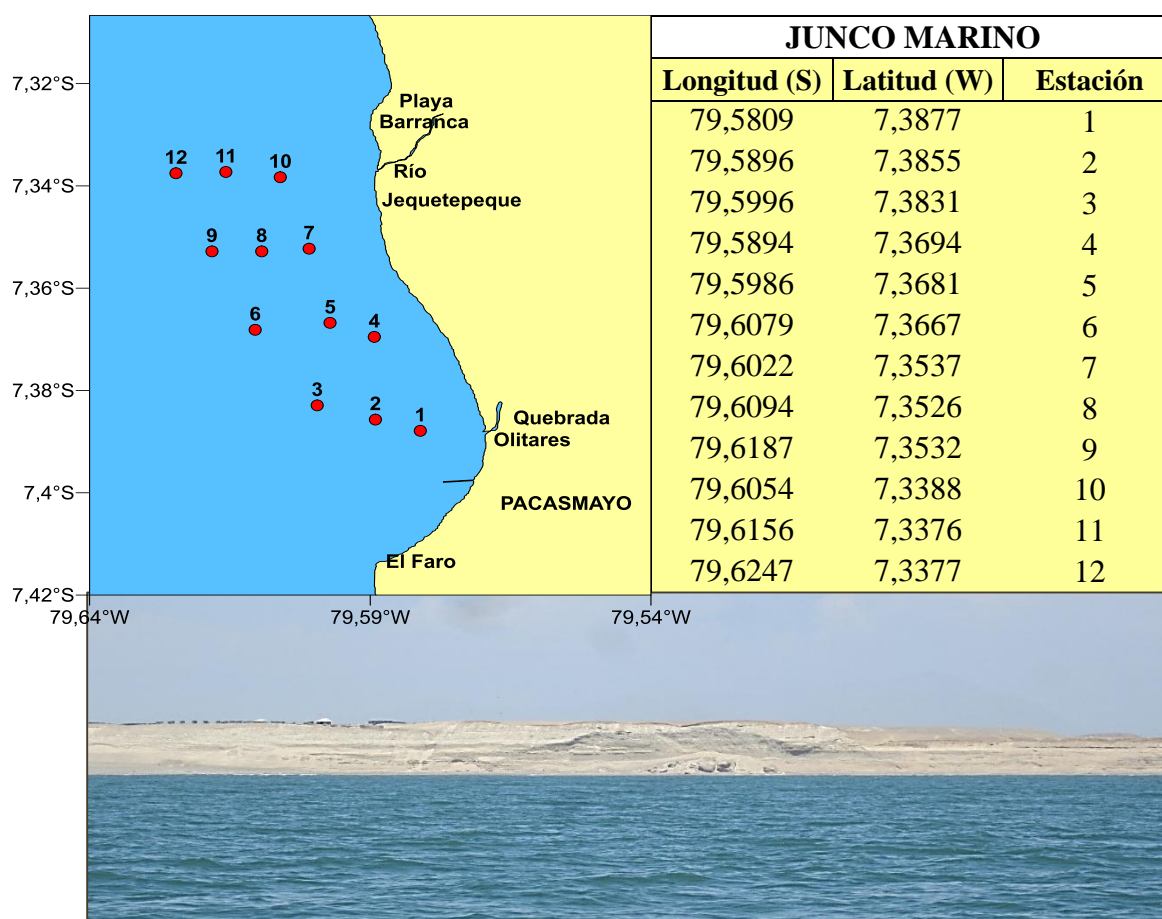 7,32°S
7,34°S
7,36°S
7,38°S
7,4°S
7,42°S
79,64°W
79,59°W
79,54°W
Playa
Barranca
Río
Jequetepeque
12
11
10
9
8
7
6
5
4
3
2
1
Quebrada
Olitares
PACASMAYO
El Faro
JUNCO MARINO
Longitud (S) Latitud (W) Estación
79,5809 7,3877 1
79,5896 7,3855 2
79,5996 7,3831 3
79,5894 7,3694 4
79,5986 7,3681 5
79,6079 7,3667 6
79,6022 7,3537 7
79,6094 7,3526 8
79,6187 7,3532 9
79,6054 7,3388 10
79,6156 7,3376 11
79,6247 7,3377 12